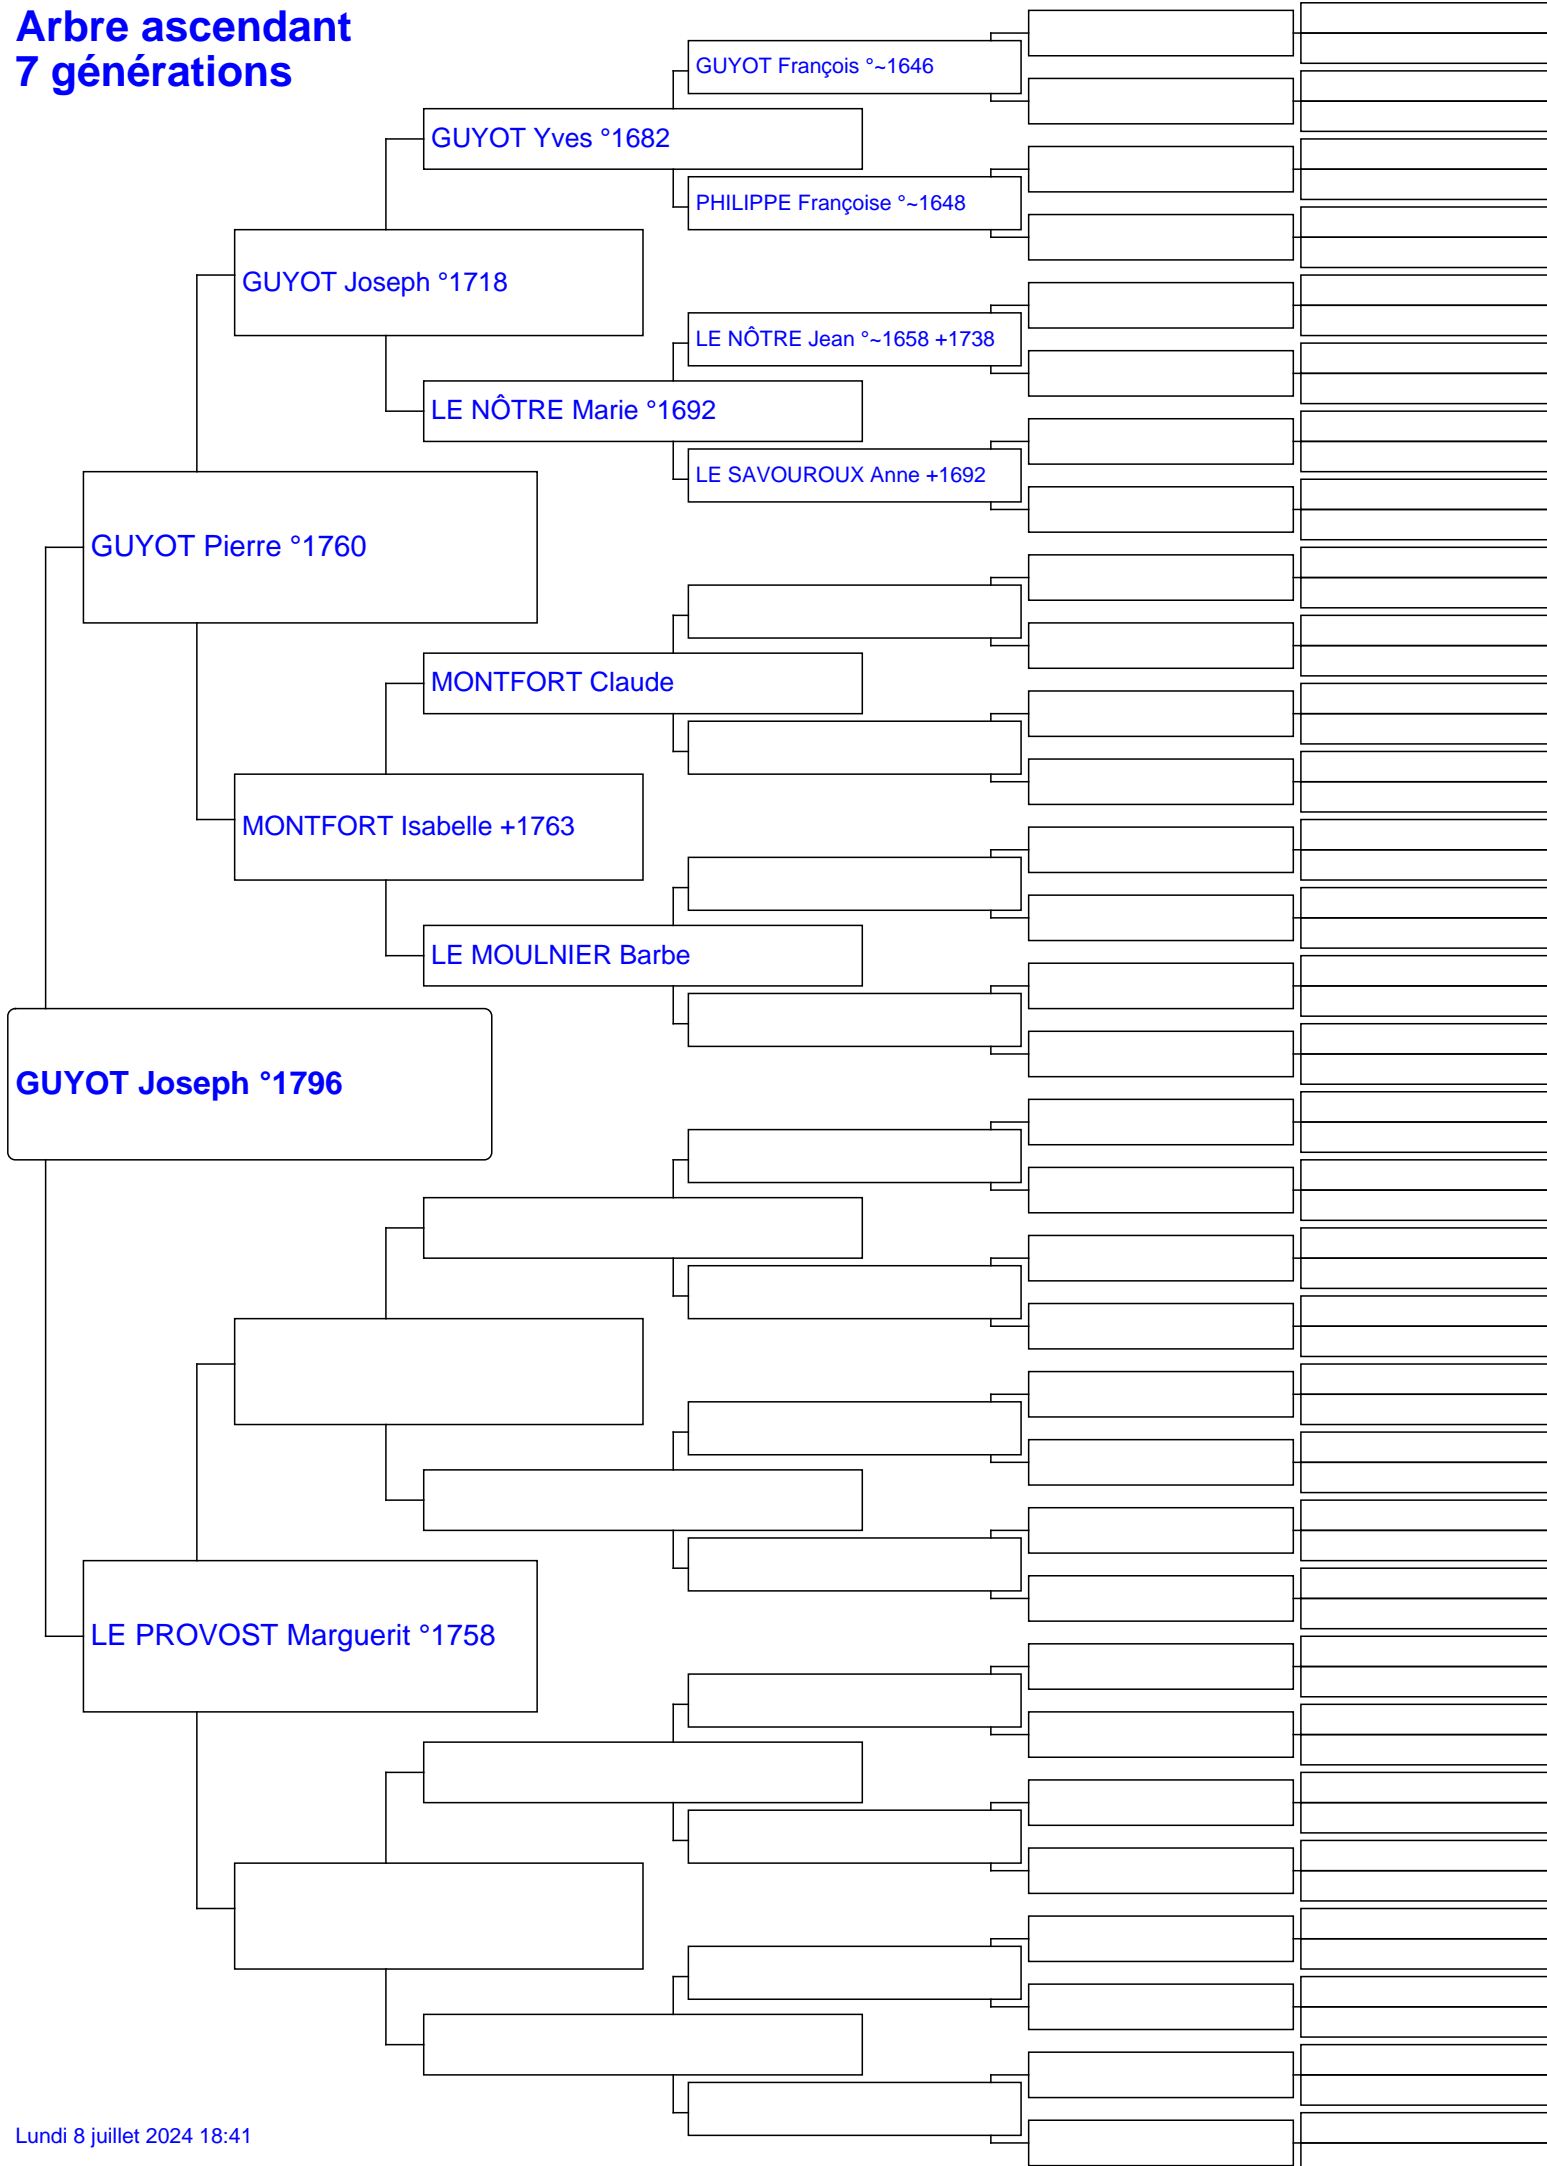 Arbre ascendant
7 générations
GUYOT François °~1646
GUYOT Yves °1682
PHILIPPE Françoise °~1648
GUYOT Joseph °1718
LE NÔTRE Jean °~1658 +1738
LE NÔTRE Marie °1692
LE SAVOUROUX Anne +1692
GUYOT Pierre °1760
MONTFORT Claude
MONTFORT Isabelle +1763
LE MOULNIER Barbe
GUYOT Joseph °1796
LE PROVOST Marguerit °1758
Lundi 8 juillet 2024 18:41